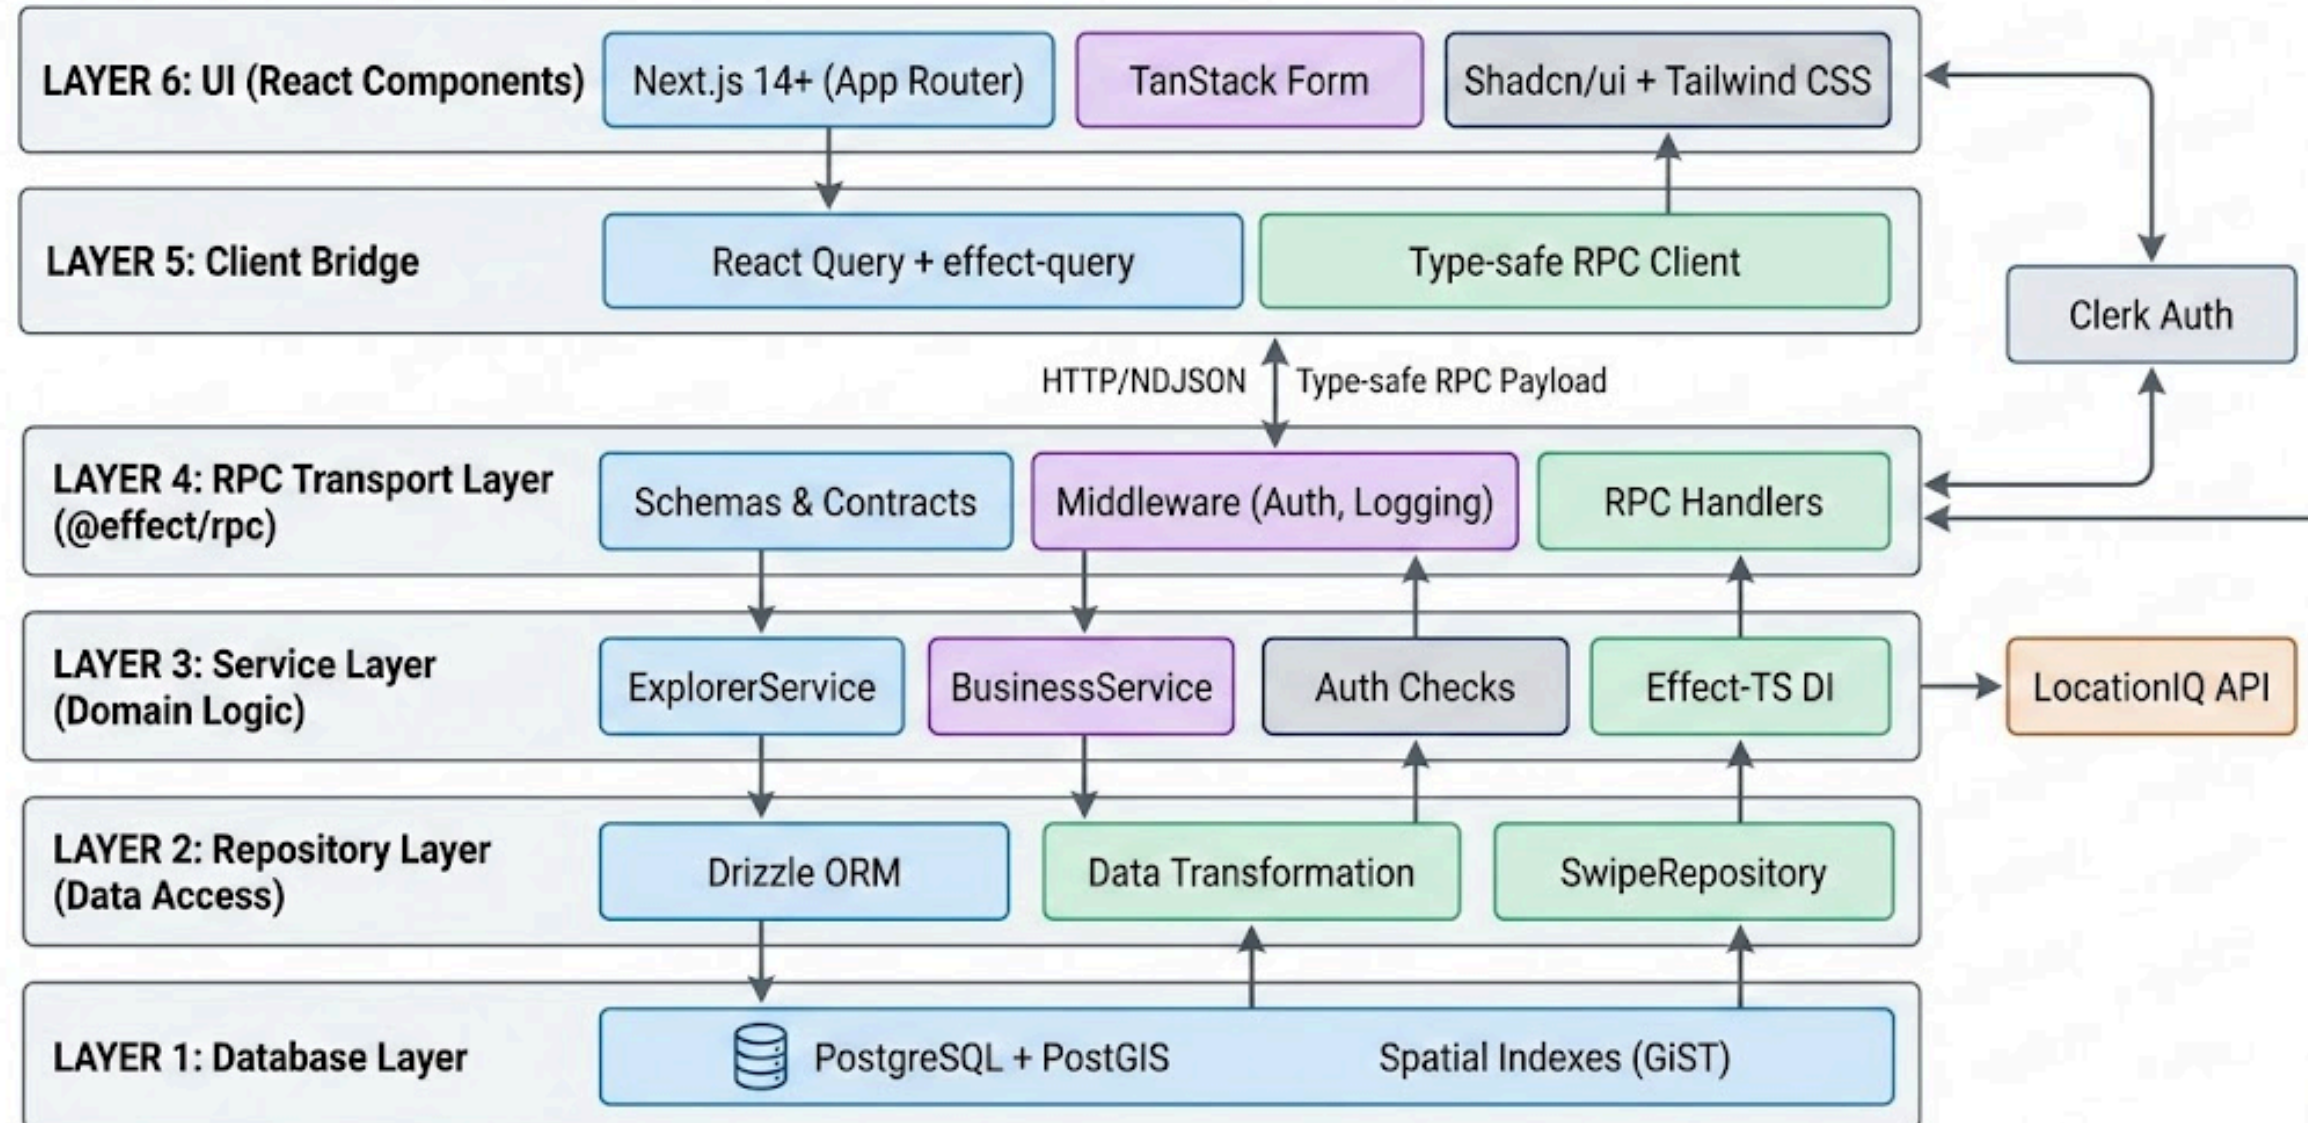 LAYER 6: UI (React Components)
Next.js 14+ (App Router)
TanStack Form
Shadcn/ui + Tailwind CSS
LAYER 5: Client Bridge
React Query + effect-query
Type-safe RPC Client
Clerk Auth
HTTP/NDJSON
Type-safe RPC Payload
LAYER 4: RPC Transport Layer
(@effect/rpc)
Schemas & Contracts
Middleware (Auth, Logging)
RPC Handlers
LAYER 3: Service Layer
(Domain Logic)
ExplorerService
BusinessService
Auth Checks
Effect-TS DI
LocationIQ API
LAYER 2: Repository Layer
(Data Access)
Drizzle ORM
Data Transformation
SwipeRepository
LAYER 1: Database Layer
PostgreSQL + PostGIS
Spatial Indexes (GiST)